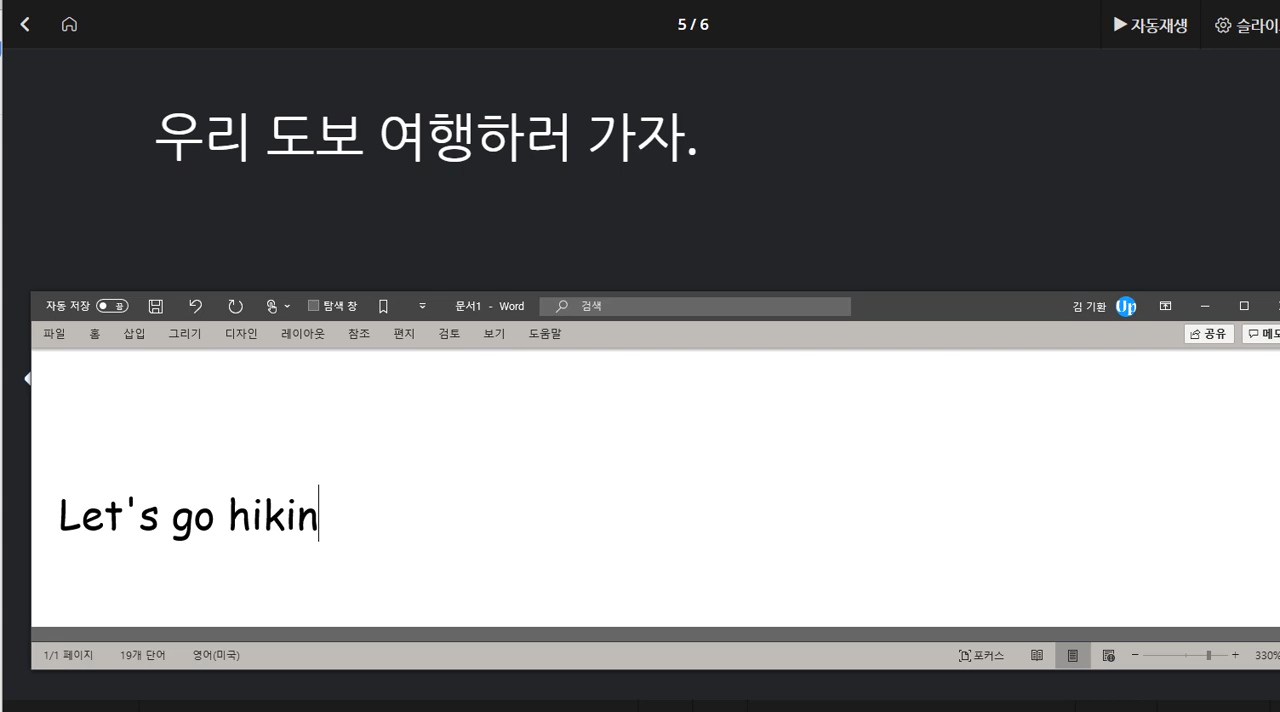 5 / 6
▶ 자동재생
슬라이
우리 도보 여행하러 가자.
자동 저장 끔
탐색 창
문서1 - Word
검색
김 기환
Up
파일 홈 삽입 그리기 디자인 레이아웃 참조 편지 검토 보기 도움말
공유
메모
Let's go hikin
1/1 페이지 19개 단어 영어(미국)
포커스
330%